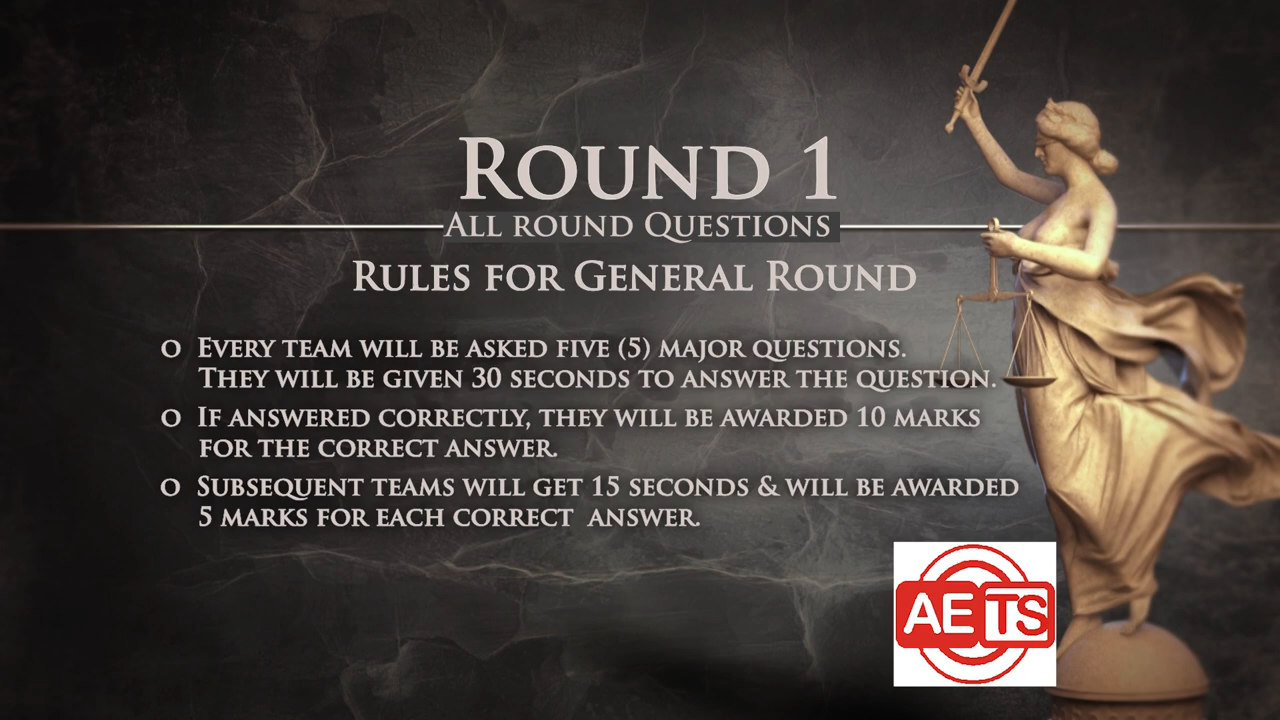 ROUND 1
ALL ROUND QUESTIONS
RULES FOR GENERAL ROUND
o EVERY TEAM WILL BE ASKED FIVE (5) MAJOR QUESTIONS.
THEY WILL BE GIVEN 30 SECONDS TO ANSWER THE QUESTION.
o IF ANSWERED CORRECTLY, THEY WILL BE AWARDED 10 MARKS
FOR THE CORRECT ANSWER.
o SUBSEQUENT TEAMS WILL GET 15 SECONDS & WILL BE AWARDED
5 MARKS FOR EACH CORRECT ANSWER.
AETS